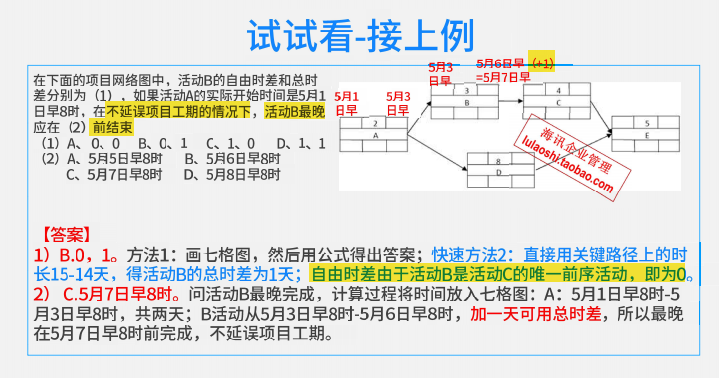 试试看-接上例
在下面的项目网络图中，活动B的自由时差和总时
差分别为（1），如果活动A的实际开始时间是5月1
日早8时，在不延误项目工期的情况下，活动B最晚
应在（2）前结束
（1）A、0、0 B、0、1 C、1、0 D、1、1
（2）A、5月5日早8时 B、5月6日早8时
C、5月7日早8时 D、5月8日早8时
5月1
日早
5月3
日早
5月3
日早
5月6日早（+1）
=5月7日早
2
A
3
B
4
C
8
D
5
E
海讯企业管理
lulaoshi.taobao.com
【答案】
1）B.0，1。方法1：画七格图，然后用公式得出答案；快速方法2：直接用关键路径上的时
长15-14天，得活动B的总时差为1天；自由时差由于活动B是活动C的唯一前序活动，即为0。
2） C.5月7日早8时。问活动B最晚完成，计算过程将时间放入七格图：A：5月1日早8时-5
月3日早8时，共两天；B活动从5月3日早8时-5月6日早8时，加一天可用总时差，所以最晚
在5月7日早8时前完成，不延误项目工期。